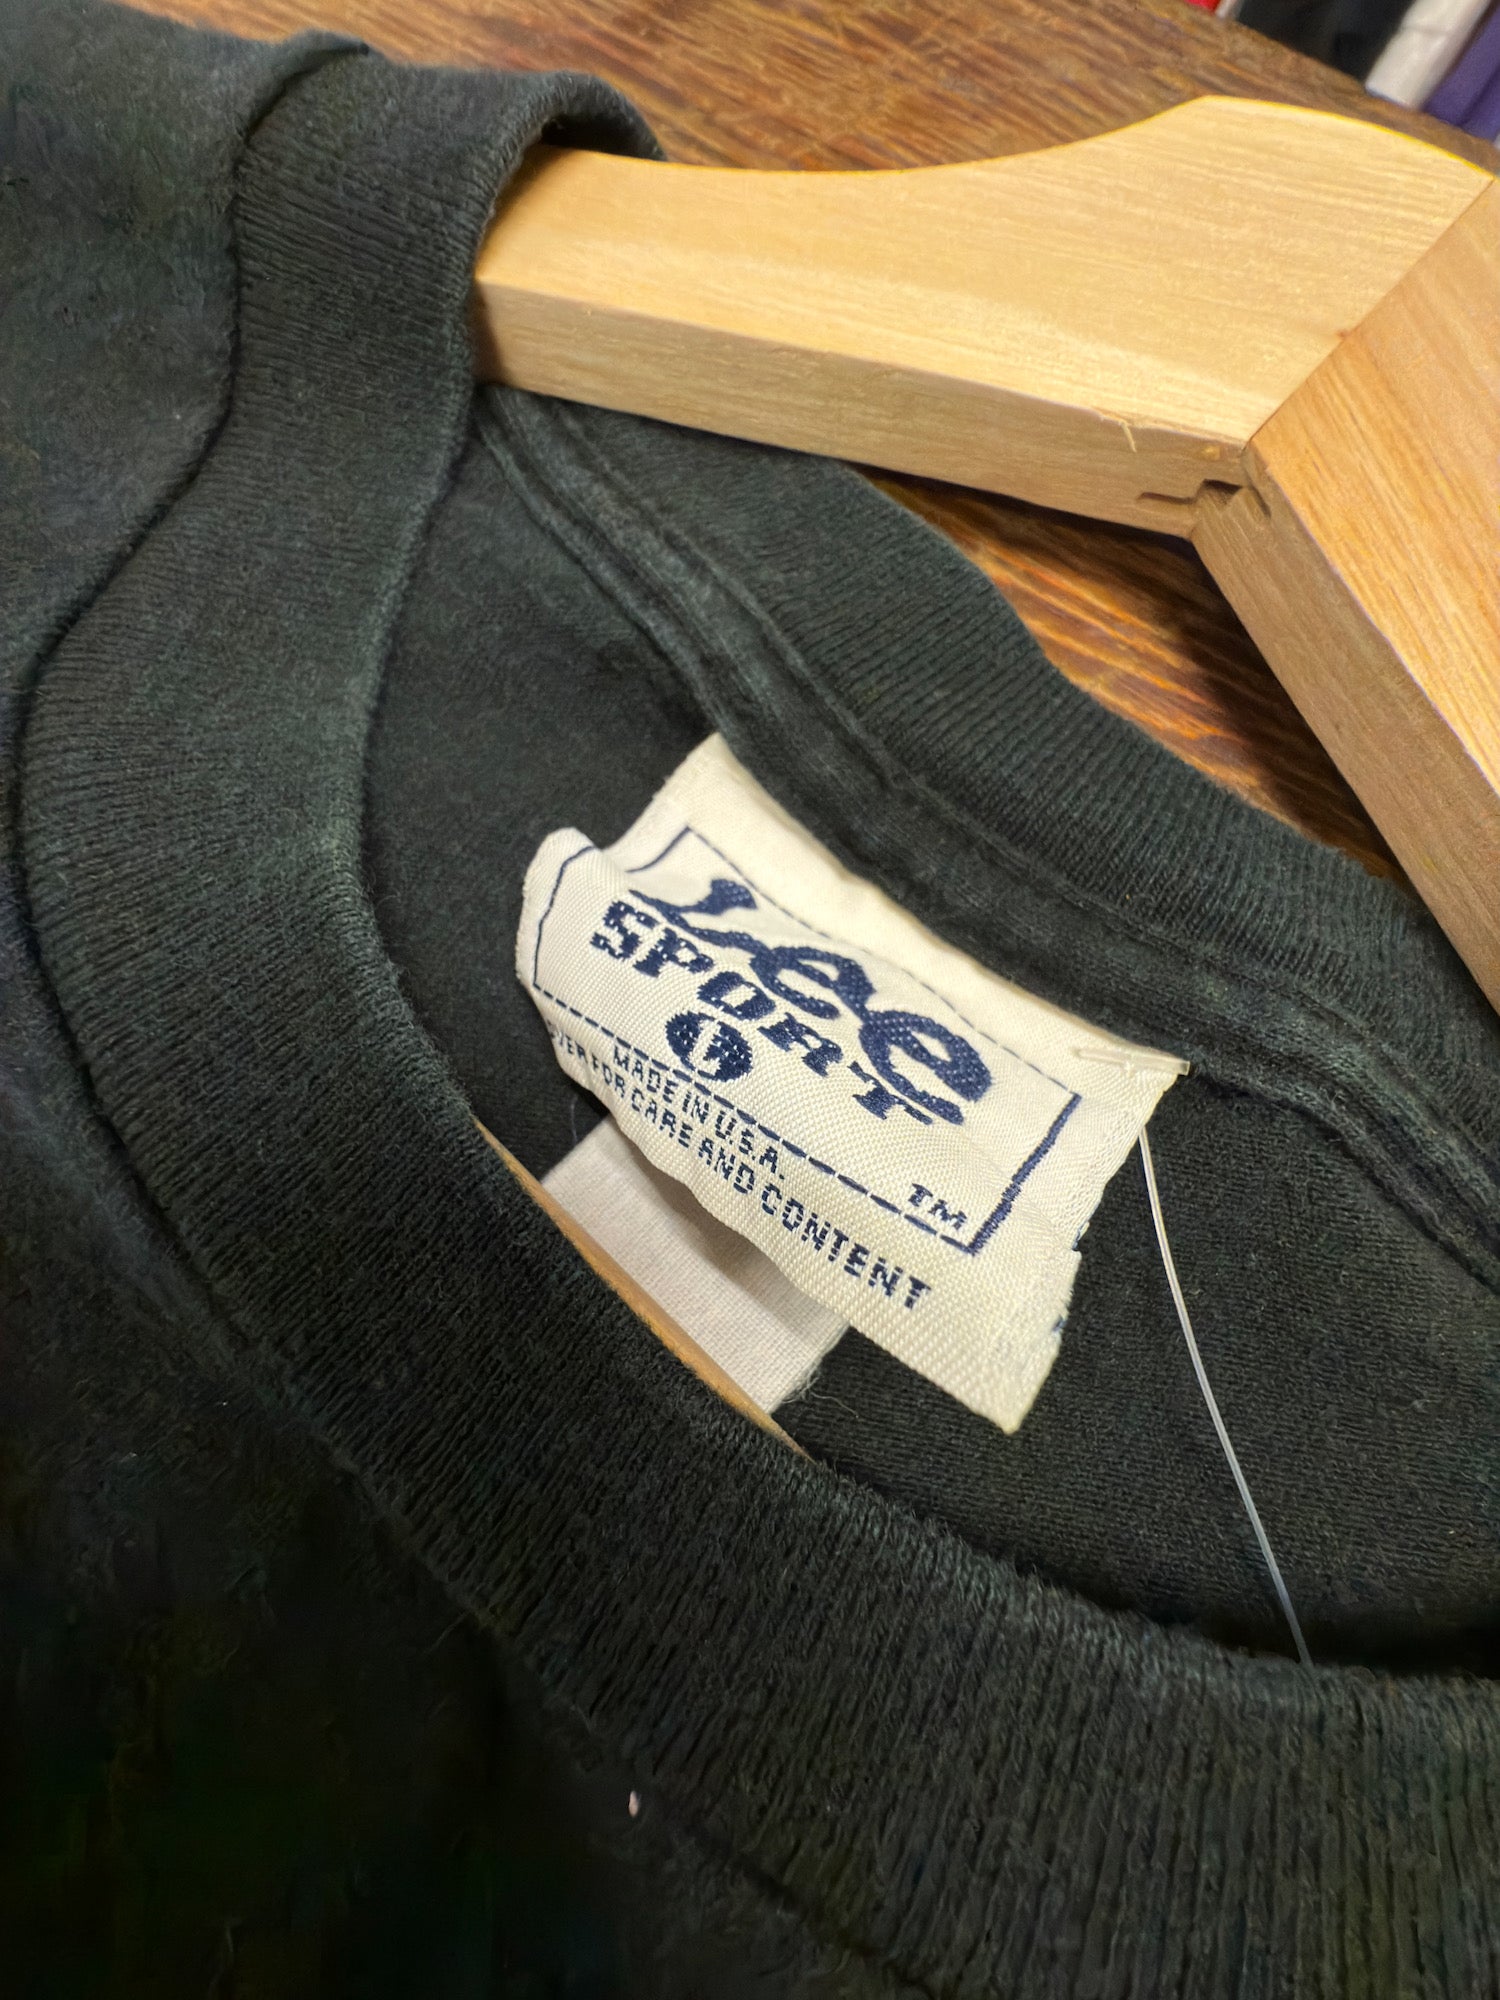 Lee
SPORT
L
MADE IN U.S.A.
TM
OVER FOR CARE AND CONTENT